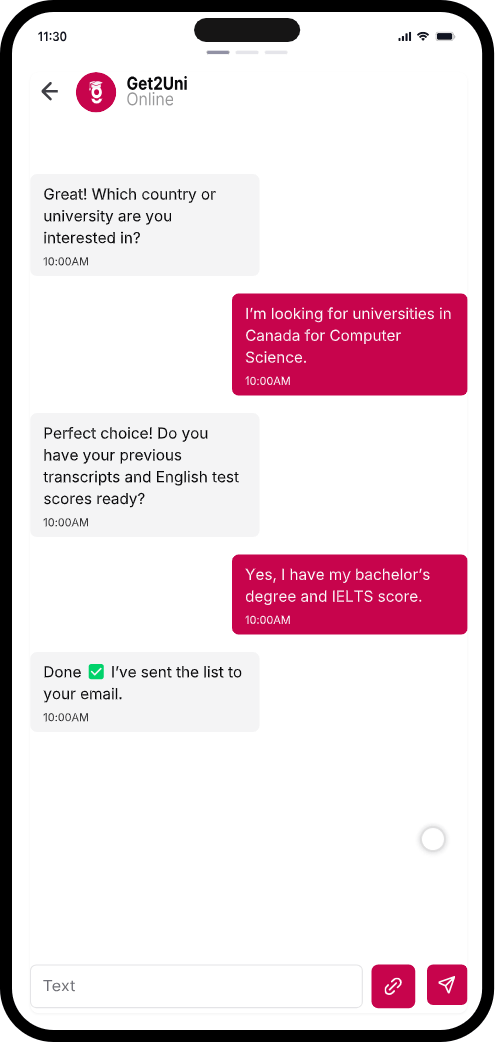 11:30
Get2Uni
Online
Great! Which country or
university are you
interested in?
10:00AM
I’m looking for universities in
Canada for Computer
Science.
10:00AM
Perfect choice! Do you
have your previous
transcripts and English test
scores ready?
10:00AM
Yes, I have my bachelor’s
degree and IELTS score.
10:00AM
Done ✅ I’ve sent the list to
your email.
10:00AM
Text